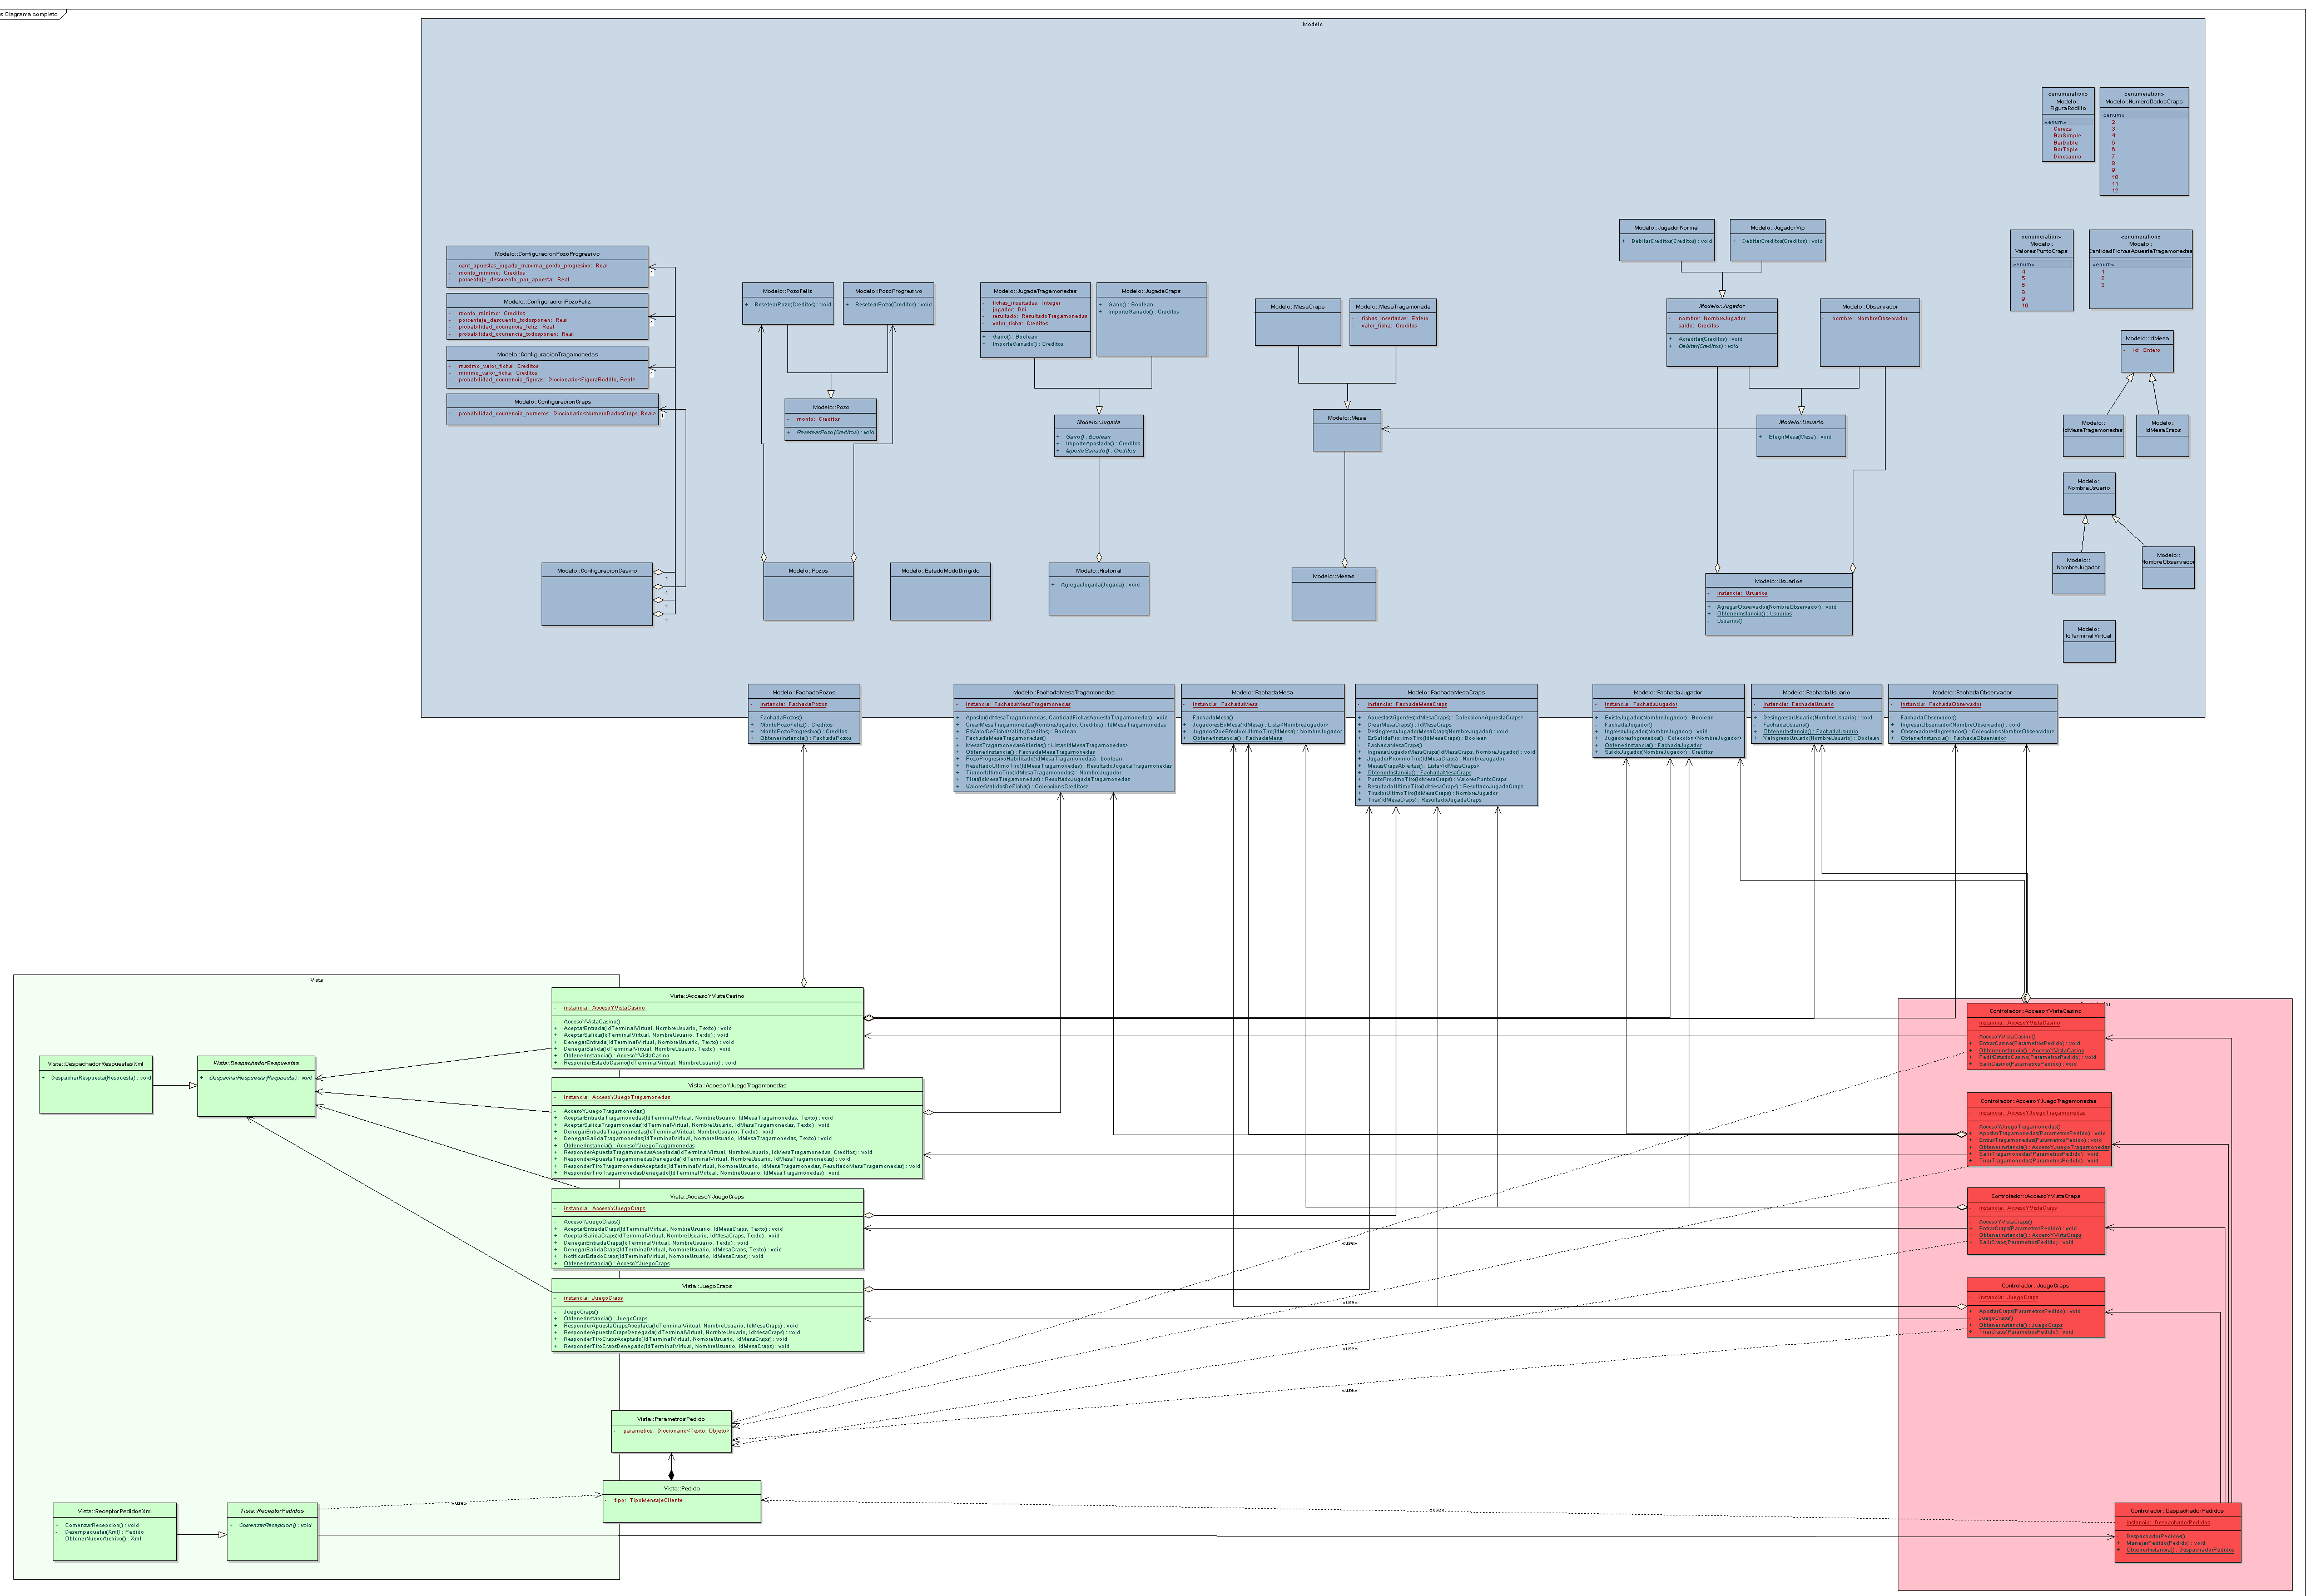 s Diagrama completo
Modelo
«enumeration»
Modelo::
FiguraRodillo
«enum»
Cereza
BarSimple
BarDoble
BarTriple
Dinosaurio
«enumeration»
Modelo::NumeroDadosCraps
«enum»
2
3
4
5
6
7
8
9
10
11
12
Modelo::JugadorNormal
+ DebitarCreditos(Creditos) : void
Modelo::JugadorVip
+ DebitarCreditos(Creditos) : void
«enumeration»
Modelo::
ValoresPuntoCraps
«enum»
4
5
6
8
9
10
«enumeration»
Modelo::
CantidadFichasApuestaTragamonedas
«enum»
1
2
3
Modelo::ConfiguracionPozoProgresivo
- cant_apuestas_jugada_maxima_gordo_progresivo: Real
- monto_minimo: Creditos
- porcentaje_descuento_por_apuesta: Real
1
Modelo::ConfiguracionPozoFeliz
- monto_minimo: Creditos
- porcentaje_descuento_todosponen: Real
- probabilidad_ocurrencia_feliz: Real
- probabilidad_ocurrencia_todosponen: Real
1
Modelo::ConfiguracionTragamonedas
- maximo_valor_ficha: Creditos
- minimo_valor_ficha: Creditos
- probabilidad_ocurrencia_figuras: Diccionario<FiguraRodillo, Real>
1
Modelo::ConfiguracionCraps
- probabilidad_ocurrencia_numeros: Diccionario<NumeroDadosCraps, Real>
1
Modelo::PozoFeliz
+ ResetearPozo(Creditos) : void
Modelo::PozoProgresivo
+ ResetearPozo(Creditos) : void
Modelo::Pozo
- monto: Creditos
+ ResetearPozo(Creditos) : void
Modelo::JugadaTragamonedas
- fichas_insertadas: Integer
- jugador: Dni
- resultado: ResultadoTragamonedas
- valor_ficha: Creditos
+ Gano() : Boolean
+ ImporteGanado() : Creditos
Modelo::JugadaCraps
+ Gano() : Boolean
+ ImporteGanado() : Creditos
Modelo::Jugada
+ Gano() : Boolean
+ ImporteApostado() : Creditos
+ ImporteGanado() : Creditos
Modelo::MesaCraps
Modelo::MesaTragamoneda
- fichas_insertadas: Entero
- valor_ficha: Creditos
Modelo::Mesa
Modelo::Jugador
- nombre: NombreJugador
- saldo: Creditos
+ Acreditar(Creditos) : void
+ Debitar(Creditos) : void
Modelo::Observador
- nombre: NombreObservador
Modelo::Usuario
+ ElegirMesa(Mesa) : void
Modelo::IdMesa
- id: Entero
Modelo::
IdMesaTragamonedas
Modelo::
IdMesaCraps
Modelo::
NombreUsuario
Modelo::
NombreJugador
Modelo::
NombreObservador
Modelo::
IdTerminalVirtual
Modelo::ConfiguracionCasino
1
1
1
1
Modelo::Pozos
Modelo::EstadoModoDirigido
Modelo::Historial
+ AgregasJugada(Jugada) : void
Modelo::Mesas
Modelo::Usuarios
- instancia: Usuarios
+ AgregarObservador(NombreObservador) : void
+ ObtenerInstancia() : Usuarios
- Usuarios()
Modelo::FachadaPozos
- instancia: FachadaPozos
- FachadaPozos()
+ MontoPozoFeliz() : Creditos
+ MontoPozoProgresivo() : Creditos
+ ObtenerInstancia() : FachadaPozos
Modelo::FachadaMesaTragamonedas
- instancia: FachadaMesaTragamonedas
+ Aposta(IdMesaTragamonedas, CantidadFichasApuestaTragamonedas) : void
+ CrearMesaTragamonedas(NombreJugador, Creditos) : IdMesaTragamonedas
+ EsValorDeFichaValido(Creditos) : Boolean
- FachadaMesaTragamonedas()
+ MesasTragamonedasAbiertas() : Lista<IdMesaTragamonedas>
+ ObtenerInstancia() : FachadaMesaTragamonedas
+ PozoProgresivoHabilitado(IdMesaTragamonedas) : boolean
+ ResultadoUltimoTiro(IdMesaTragamonedas) : ResultadoJugadaTragamonedas
+ TiradorUltimoTiro(IdMesaTragamonedas) : NombreJugador
+ Tiras(IdMesaTragamonedas) : ResultadoJugadaTragamonedas
+ ValoresValidosDeFicha() : Coleccion<Creditos>
Modelo::FachadaMesa
- instancia: FachadaMesa
- FachadaMesa()
+ JugadoresEnMesa(IdMesa) : Lista<NombreJugador>
+ JugadorQueEfectuoUltimoTiro(IdMesa) : NombreJugador
+ ObtenerInstancia() : FachadaMesa
Modelo::FachadaMesaCraps
- instancia: FachadaMesaCraps
+ ApuestasVigentes(IdMesaCraps) : Coleccion<ApuestaCraps>
+ CrearMesaCraps() : IdMesaCraps
+ DesingresasJugadorMesaCraps(NombreJugador) : void
+ EsSalidaProximoTiro(IdMesaCraps) : Boolean
- FachadaMesaCraps()
+ IngresasJugadorMesaCraps(IdMesaCraps, NombreJugador) : void
+ JugadorProximoTiro(IdMesaCraps) : NombreJugador
+ MesasCrapsAbiertas() : Lista<IdMesaCraps>
+ ObtenerInstancia() : FachadaMesaCraps
+ PuntoProximoTiro(IdMesaCraps) : ValoresPuntoCraps
+ ResultadoUltimoTiro(IdMesaCraps) : ResultadoJugadaCraps
+ TiradorUltimoTiro(IdMesaCraps) : NombreJugador
+ Tiras(IdMesaCraps) : ResultadoJugadaCraps
Modelo::FachadaJugador
- instancia: FachadaJugador
+ ExisteJugador(NombreJugador) : Boolean
- FachadaJugador()
+ IngresasJugador(NombreJugador) : void
+ JugadoresIngresados() : Coleccion<NombreJugador>
+ ObtenerInstancia() : FachadaJugador
+ SaldoJugador(NombreJugador) : Creditos
Modelo::FachadaUsuario
- instancia: FachadaUsuario
+ DesingresarUsuario(NombreUsuario) : void
- FachadaUsuario()
+ ObtenerInstancia() : FachadaUsuario
+ YaIngresoUsuario(NombreUsuario) : Boolean
Modelo::FachadaObservador
- instancia: FachadaObservador
- FachadaObservador()
+ IngresarObservador(NombreObservador) : void
+ ObservadoresIngresados() : Coleccion<NombreObservador>
+ ObtenerInstancia() : FachadaObservador
Vista
Vista::AccesoYVistaCasino
- instancia: AccesoYVistaCasino
- AccesoYVistaCasino()
+ AceptarEntrada(IdTerminalVirtual, NombreUsuario, Texto) : void
+ AceptarSalida(IdTerminalVirtual, NombreUsuario, Texto) : void
+ DenegarEntrada(IdTerminalVirtual, NombreUsuario, Texto) : void
+ DenegarSalida(IdTerminalVirtual, NombreUsuario, Texto) : void
+ ObtenerInstancia() : AccesoYVistaCasino
+ ResponderEstadoCasino(IdTerminalVirtual, NombreUsuario) : void
Vista::DespachadorRespuestasXml
+ DespacharRespuesta(Respuesta) : void
Vista::DespachadorRespuestas
+ DespacharRespuesta(Respuesta) : void
Vista::AccesoYJuegoTragamonedas
- instancia: AccesoYJuegoTragamonedas
- AccesoYJuegoTragamonedas()
+ AceptarEntradaTragamonedas(IdTerminalVirtual, NombreUsuario, IdMesaTragamonedas, Texto) : void
+ AceptarSalidaTragamonedas(IdTerminalVirtual, NombreUsuario, IdMesaTragamonedas, Texto) : void
+ DenegarEntradaTragamonedas(IdTerminalVirtual, NombreUsuario, Texto) : void
+ DenegarSalidaTragamonedas(IdTerminalVirtual, NombreUsuario, IdMesaTragamonedas, Texto) : void
+ ObtenerInstancia() : AccesoYJuegoTragamonedas
+ ResponderApuestaTragamonedasAceptada(IdTerminalVirtual, NombreUsuario, IdMesaTragamonedas, Creditos) : void
+ ResponderApuestaTragamonedasDenegada(IdTerminalVirtual, NombreUsuario, IdMesaTragamonedas) : void
+ ResponderTiroTragamonedasAceptado(IdTerminalVirtual, NombreUsuario, IdMesaTragamonedas, ResultadoMesaTragamonedas) : void
+ ResponderTiroTragamonedasDenegado(IdTerminalVirtual, NombreUsuario, IdMesaTragamonedas) : void
Vista::AccesoYJuegoCraps
- instancia: AccesoYJuegoCraps
- AccesoYJuegoCraps()
+ AceptarEntradaCraps(IdTerminalVirtual, NombreUsuario, IdMesaCraps, Texto) : void
+ AceptarSalidaCraps(IdTerminalVirtual, NombreUsuario, IdMesaCraps, Texto) : void
+ DenegarEntradaCraps(IdTerminalVirtual, NombreUsuario, Texto) : void
+ DenegarSalidaCraps(IdTerminalVirtual, NombreUsuario, IdMesaCraps, Texto) : void
+ NotificarEstadoCraps(IdTerminalVirtual, NombreUsuario, IdMesaCraps) : void
+ ObtenerInstancia() : AccesoYJuegoCraps
Vista::JuegoCraps
- instancia: JuegoCraps
- JuegoCraps()
+ ObtenerInstancia() : JuegoCraps
+ ResponderApuestaCrapsAceptada(IdTerminalVirtual, NombreUsuario, IdMesaCraps) : void
+ ResponderApuestaCrapsDenegada(IdTerminalVirtual, NombreUsuario, IdMesaCraps) : void
+ ResponderTiroCrapsAceptado(IdTerminalVirtual, NombreUsuario, IdMesaCraps) : void
+ ResponderTiroCrapsDenegado(IdTerminalVirtual, NombreUsuario, IdMesaCraps) : void
Controlador::AccesoYVistaCasino
- instancia: AccesoYVistaCasino
- AccesoYVistaCasino()
+ EntrarCasino(ParametrosPedido) : void
+ ObtenerInstancia() : AccesoYVistaCasino
+ PedirEstadoCasino(ParametrosPedido) : void
+ SalirCasino(ParametrosPedido) : void
Controlador::AccesoYJuegoTragamonedas
- instancia: AccesoYJuegoTragamonedas
- AccesoYJuegoTragamonedas()
+ ApostarTragamonedas(ParametrosPedido) : void
+ EntrarTragamonedas(ParametrosPedido) : void
+ ObtenerInstancia() : AccesoYJuegoTragamonedas
+ SalirTragamonedas(ParametrosPedido) : void
+ TirarTragamonedas(ParametrosPedido) : void
Controlador::AccesoYVistaCraps
- instancia: AccesoYVistaCraps
- AccesoYVistaCraps()
+ EntrarCraps(ParametrosPedido) : void
+ ObtenerInstancia() : AccesoYVistaCraps
+ SalirCraps(ParametrosPedido) : void
Controlador::JuegoCraps
- instancia: JuegoCraps
+ ApostarCraps(ParametrosPedido) : void
- JuegoCraps()
+ ObtenerInstancia() : JuegoCraps
+ TirarCraps(ParametrosPedido) : void
«use»
«use»
«use»
«use»
Vista::ParametrosPedido
- parametros: Diccionario<Texto, Objeto>
Vista::Pedido
- tipo: TipoMensajeCliente
Vista::ReceptorPedidosXml
+ ComenzarRecepcion() : void
- Desempaquetas(Xml) : Pedido
- ObtenerNuevoArchivo() : Xml
Vista::ReceptorPedidos
+ ComenzarRecepcion() : void
«use»
«use»
Controlador::DespachadorPedidos
- instancia: DespachadorPedidos
- DespachadorPedidos()
+ ManejarPedido(Pedido) : void
+ ObtenerInstancia() : DespachadorPedidos